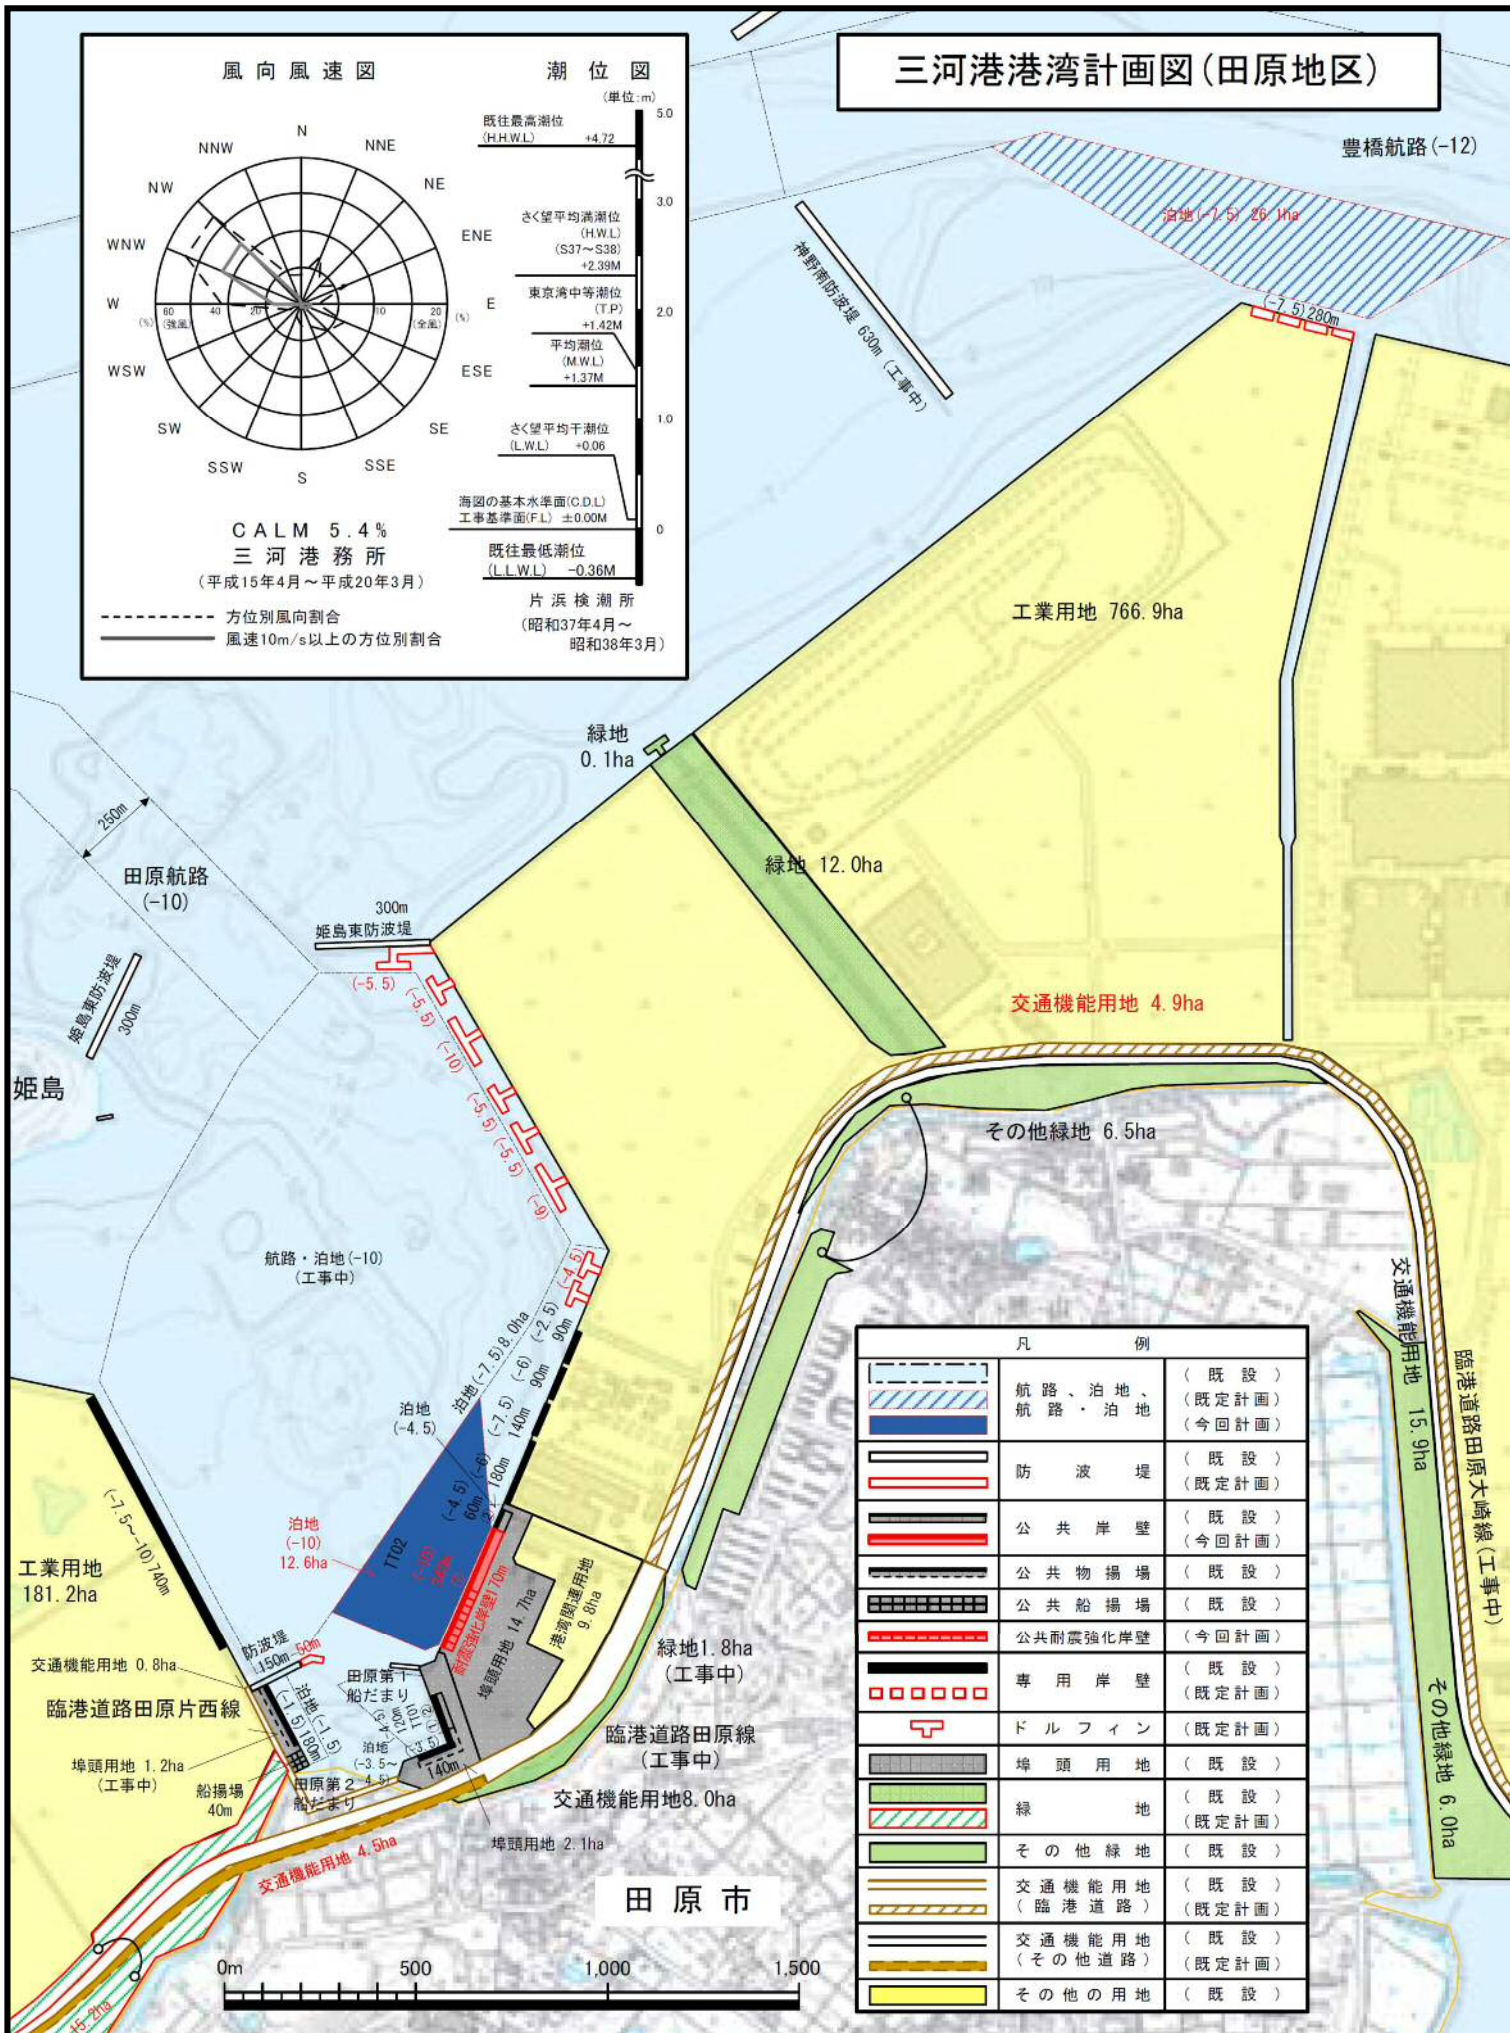 三河港港湾計画図(田原地区)
風向風速図
N
NNE
NE
ENE
E
ESE
SE
SSE
S
SSW
SW
WSW
W
WNW
NW
NNW
60
40
20
10
20
(%)
(強風)
(全風)
(%)
CALM 5.4%
三河港務所
(平成15年4月～平成20年3月)
方位別風向割合
風速10m/s以上の方位別割合
潮位図
(単位:m)
5.0
3.0
2.0
1.0
0
既往最高潮位
(H.H.W.L) +4.72
さく望平均満潮位
(H.W.L)
(S37～S38)
+2.39M
東京湾中等潮位
(T.P)
+1.42M
平均潮位
(M.W.L)
+1.37M
さく望平均干潮位
(L.W.L) +0.06
海図の基本水準面(C.D.L)
工事基準面(F.L) ±0.00M
既往最低潮位
(L.L.W.L) -0.36M
片浜検潮所
(昭和37年4月～
昭和38年3月)
豊橋航路(-12)
泊地(-7.5) 26.1ha
(-7.5)280m
神野南防波堤 630m (工事中)
工業用地 766.9ha
緑地
0.1ha
緑地 12.0ha
250m
田原航路
(-10)
300m
姫島東防波堤
姫島東防波堤
300m
姫島
(-5.5)
(-5.5)
(-10)
(-5.5)
(-5.5)
(-9)
(-4.5)
交通機能用地 4.9ha
その他緑地 6.5ha
航路・泊地(-10)
(工事中)
泊地(-7.5)8.0ha
(-2.5)
90m
(-6)
90m
(-7.5)
140m
(-6)
180m
泊地
(-4.5)
(-4.5)
60m
泊地
(-10)
12.6ha
TT02
耐震強化岸壁170m
埠頭用地 14.7ha
港湾関連用地
9.8ha
(-7.5～-10)740m
工業用地
181.2ha
防波堤
150m
50m
交通機能用地 0.8ha
臨港道路田原片西線
泊地(-1.5)
(-1.5)180m
埠頭用地 1.2ha
(工事中)
船揚場
40m
田原第1
船だまり
TT01
120m
(-4.5)
(-3.5)
140m
泊地
(-3.5～
4.5)
田原第2
船だまり
緑地1.8ha
(工事中)
臨港道路田原線
(工事中)
交通機能用地8.0ha
埠頭用地 2.1ha
交通機能用地 4.5ha
15.2ha
田原市
交通機能用地 15.9ha
臨港道路田原大崎線(工事中)
その他緑地 6.0ha
0m
500
1,000
1,500
凡例
航路、泊地、
航路・泊地
(既設)
(既定計画)
(今回計画)
防波堤
(既設)
(既定計画)
公共岸壁
(既設)
(今回計画)
公共物揚場 (既設)
公共船揚場 (既設)
公共耐震強化岸壁 (今回計画)
専用岸壁
(既設)
(既定計画)
ドルフィン (既定計画)
埠頭用地 (既設)
緑地
(既設)
(既定計画)
その他緑地 (既設)
交通機能用地
(臨港道路)
(既設)
(既定計画)
交通機能用地
(その他道路)
(既設)
(既定計画)
その他の用地 (既設)